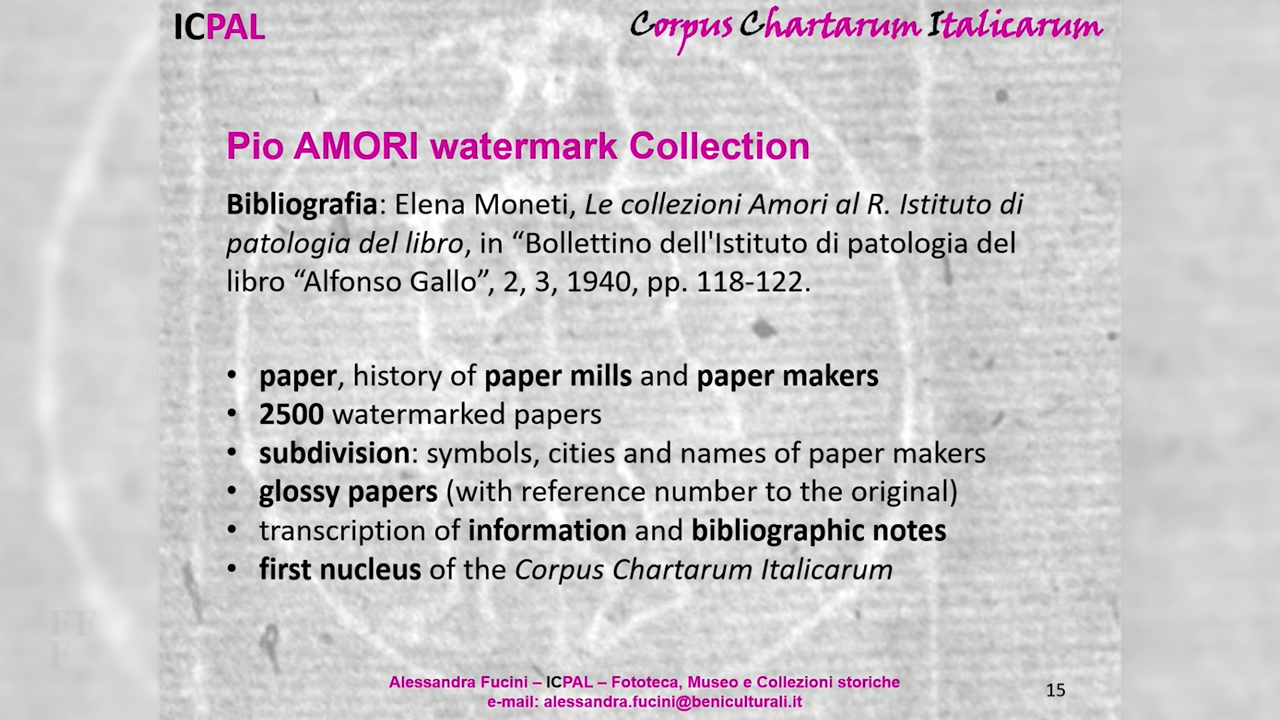 ICPAL
Corpus Chartarum Italicarum
Pio AMORI watermark Collection
Bibliografia: Elena Moneti, Le collezioni Amori al R. Istituto di
patologia del libro, in “Bollettino dell'Istituto di patologia del
libro “Alfonso Gallo”, 2, 3, 1940, pp. 118-122.
• paper, history of paper mills and paper makers
• 2500 watermarked papers
• subdivision: symbols, cities and names of paper makers
• glossy papers (with reference number to the original)
• transcription of information and bibliographic notes
• first nucleus of the Corpus Chartarum Italicarum
FF
F
Alessandra Fucini – ICPAL – Fototeca, Museo e Collezioni storiche
e-mail: alessandra.fucini@beniculturali.it
15